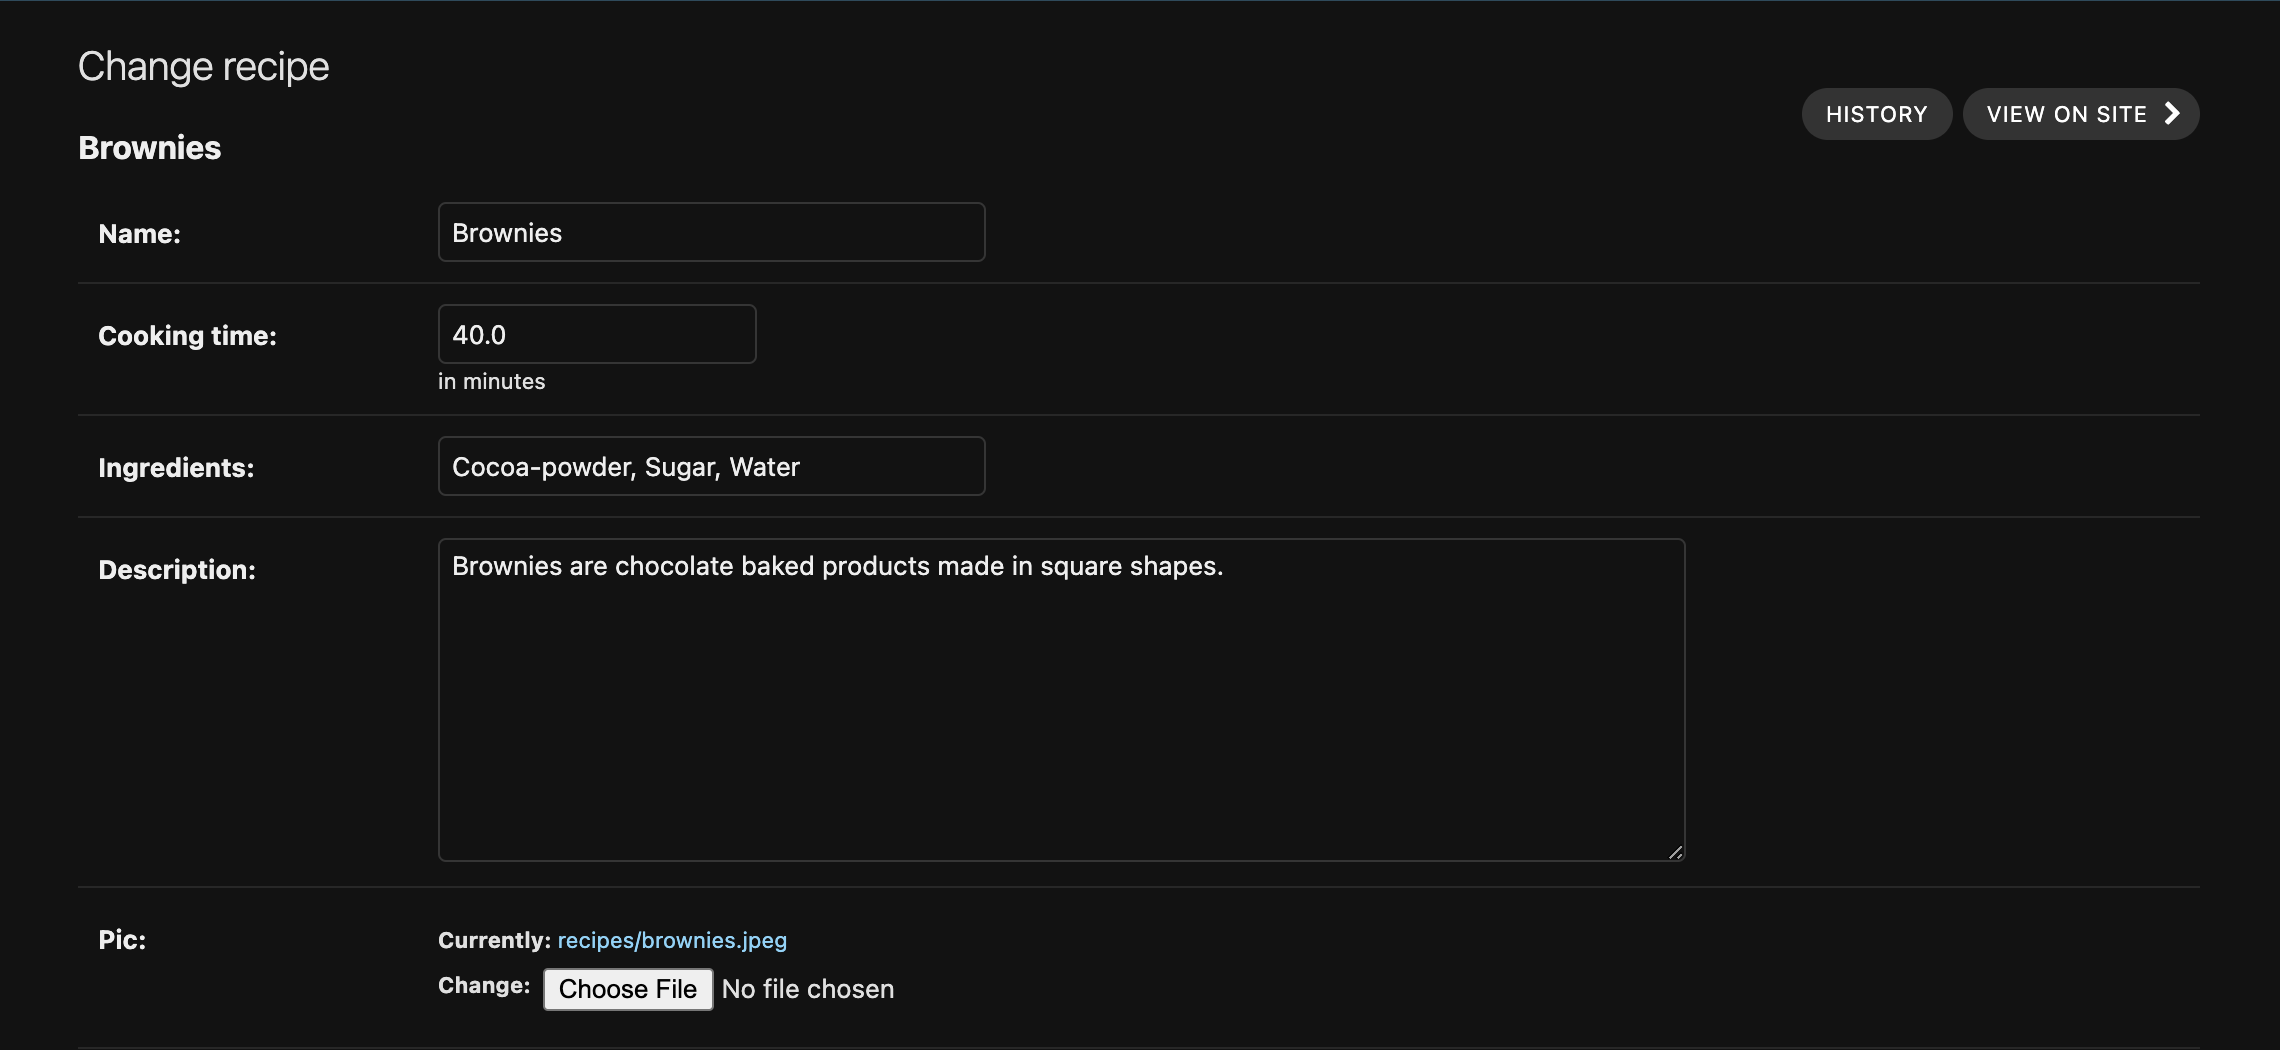 Change recipe
HISTORY
VIEW ON SITE
Brownies
Name:
Brownies
Cooking time:
40.0
in minutes
Ingredients:
Cocoa-powder, Sugar, Water
Description:
Brownies are chocolate baked products made in square shapes.
Pic:
Currently: recipes/brownies.jpeg
Change: Choose File No file chosen